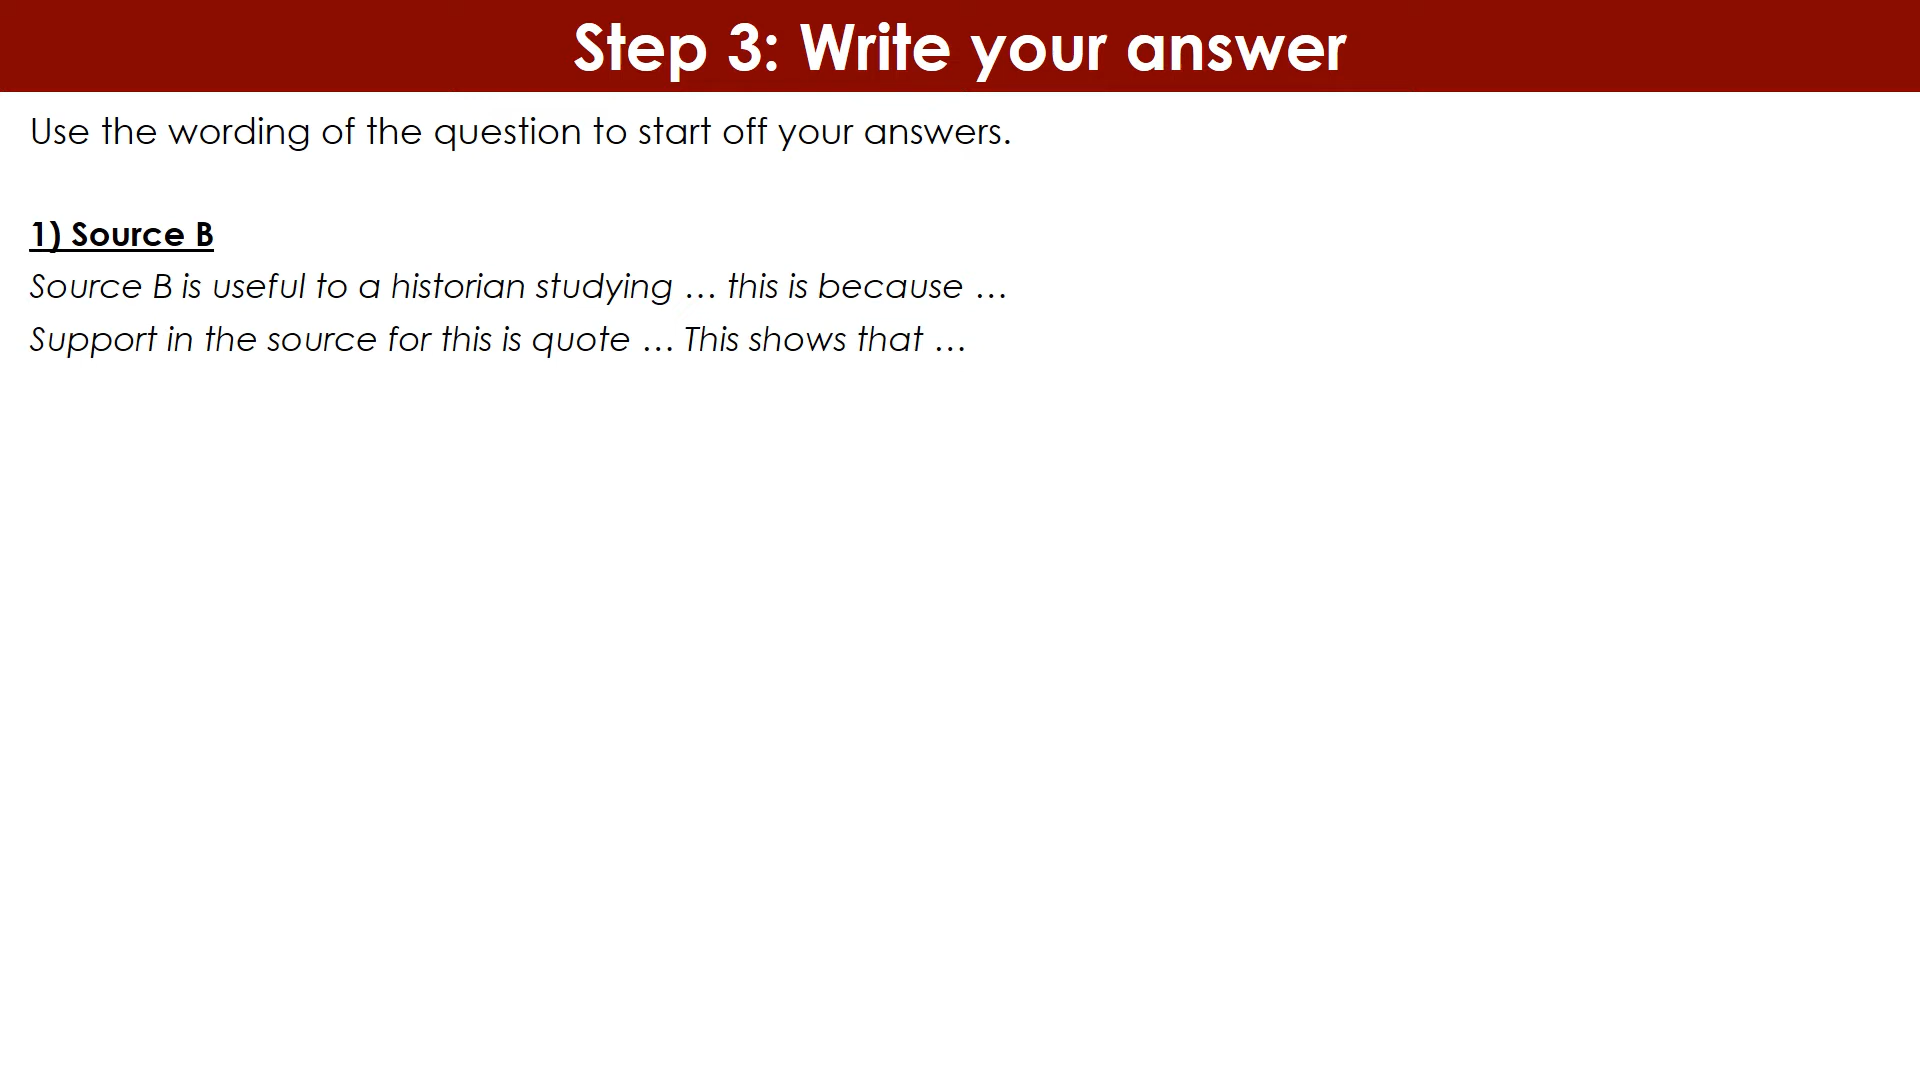 Step 3: Write your answer
Use the wording of the question to start off your answers.
1) Source B
Source B is useful to a historian studying … this is because …
Support in the source for this is quote … This shows that …